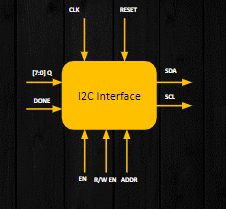 CLK RESET
[7:0] Q SDA
I2C Interface
DONE SCL
EN R/W EN ADDR